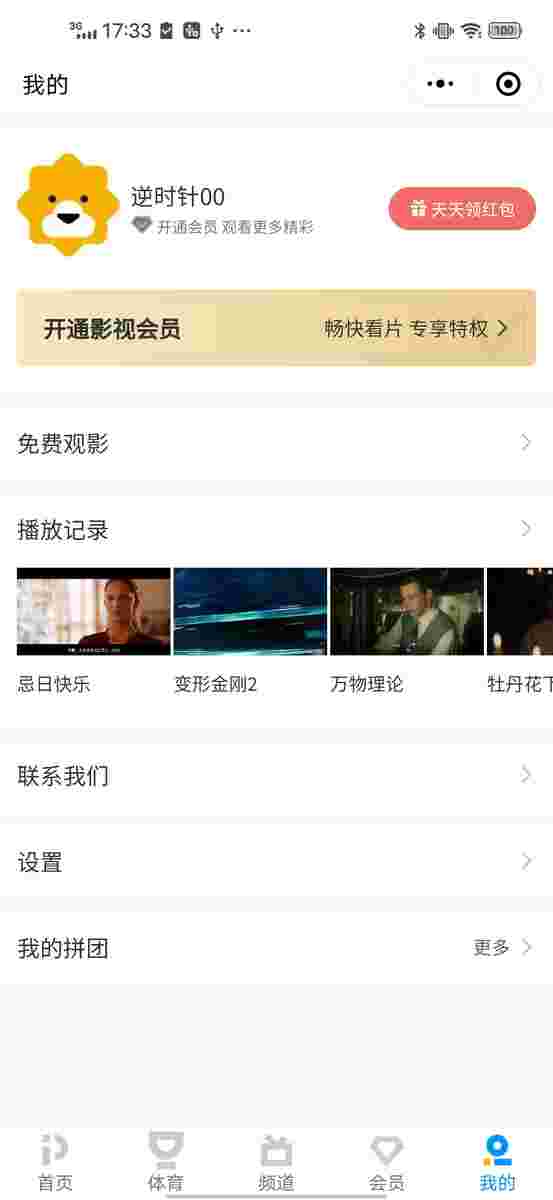 3G 17:33 100
我的
逆时针00
开通会员 观看更多精彩
天天领红包
开通影视会员
畅快看片 专享特权
免费观影
播放记录
忌日快乐
变形金刚2
万物理论
牡丹花下
联系我们
设置
我的拼团
更多
首页
体育
频道
会员
我的